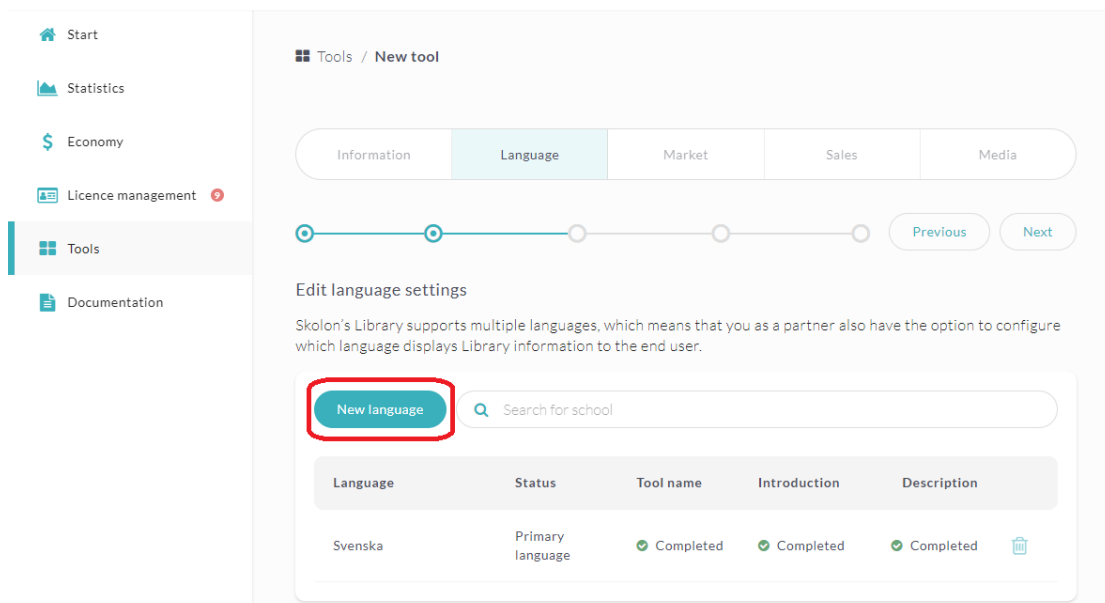 Start
Statistics
Economy
Licence management 9
Tools
Documentation
Tools / New tool
Information Language Market Sales Media
Previous Next
Edit language settings
Skolon's Library supports multiple languages, which means that you as a partner also have the option to configure
which language displays Library information to the end user.
New language Search for school
Language Status Tool name Introduction Description
Svenska Primary language Completed Completed Completed